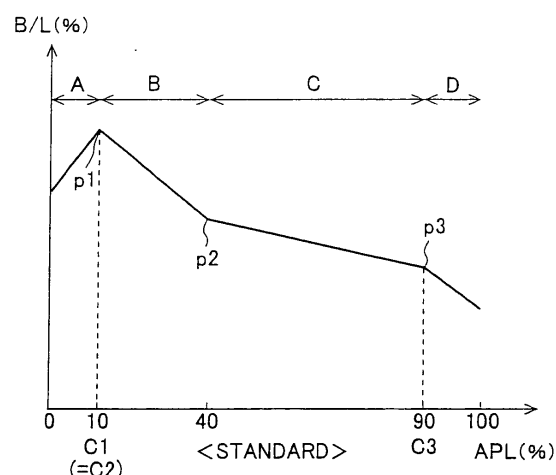 B/L(%)
A B C D
p1
p2
p3
0 10 40 90 100
C1 <STANDARD> C3 APL(%)
(=C2)